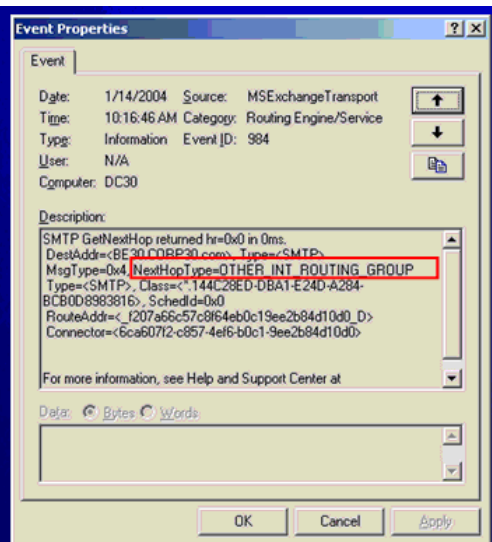 Event Properties
Event
Date: 1/14/2004 Source: MSExchangeTransport
Time: 10:16:46 AM Category: Routing Engine/Service
Type: Information Event ID: 984
User: N/A
Computer: DC30
Description:
SMTP GetNextHop returned hr=0x0 in 0ms.
DestAddr=<BE30.CORP30.com>, Type=<SMTP>
MsgType=0x4, NextHopType=OTHER_INT_ROUTING_GROUP
Type=<SMTP>, Class=<*.144C28ED-DBA1-E24D-A284-
BCB0D8983816>, SchedId=0x0
RouteAddr=<_f207a66c57c8f64eb0c19ee2b84d10d0_D>
Connector=<6ca607f2-c857-4ef6-b0c1-9ee2b84d10d0>
For more information, see Help and Support Center at
Data: Bytes Words
OK Cancel Apply